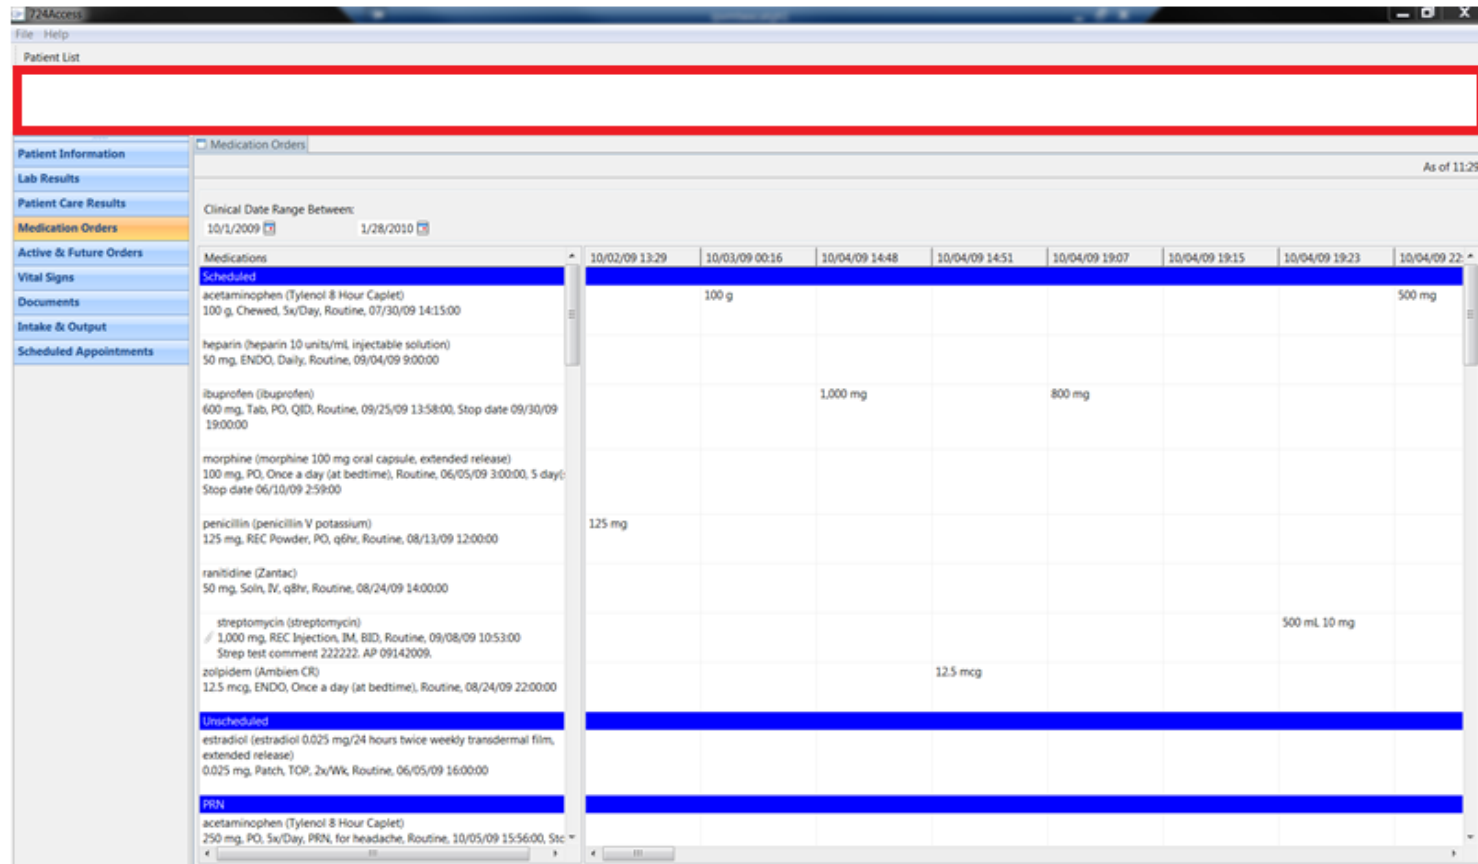 724Access
File Help
Patient List
Patient Information
Lab Results
Patient Care Results
Medication Orders
Active & Future Orders
Vital Signs
Documents
Intake & Output
Scheduled Appointments
Medication Orders
As of 11:29
Clinical Date Range Between:
10/1/2009 1/28/2010
Medications 10/02/09 13:29 10/03/09 00:16 10/04/09 14:48 10/04/09 14:51 10/04/09 19:07 10/04/09 19:15 10/04/09 19:23 10/04/09 22:
Scheduled
acetaminophen (Tylenol 8 Hour Caplet) 100 g 500 mg
100 g, Chewed, 5x/Day, Routine, 07/30/09 14:15:00
heparin (heparin 10 units/mL injectable solution)
50 mg, ENDO, Daily, Routine, 09/04/09 9:00:00
ibuprofen (ibuprofen) 1,000 mg 800 mg
600 mg, Tab, PO, QID, Routine, 09/25/09 13:58:00, Stop date 09/30/09
19:00:00
morphine (morphine 100 mg oral capsule, extended release)
100 mg, PO, Once a day (at bedtime), Routine, 06/05/09 3:00:00, 5 day(
Stop date 06/10/09 2:59:00
penicillin (penicillin V potassium) 125 mg
125 mg, REC Powder, PO, q6hr, Routine, 08/13/09 12:00:00
ranitidine (Zantac)
50 mg, Soln, IV, q8hr, Routine, 08/24/09 14:00:00
streptomycin (streptomycin) 500 mL 10 mg
1,000 mg, REC Injection, IM, BID, Routine, 09/08/09 10:53:00
Strep test comment 222222. AP 09142009.
zolpidem (Ambien CR) 12.5 mcg
12.5 mcg, ENDO, Once a day (at bedtime), Routine, 08/24/09 22:00:00
Unscheduled
estradiol (estradiol 0.025 mg/24 hours twice weekly transdermal film,
extended release)
0.025 mg, Patch, TOP, 2x/Wk, Routine, 06/05/09 16:00:00
PRN
acetaminophen (Tylenol 8 Hour Caplet)
250 mg, PO, 5x/Day, PRN, for headache, Routine, 10/05/09 15:56:00, Stc